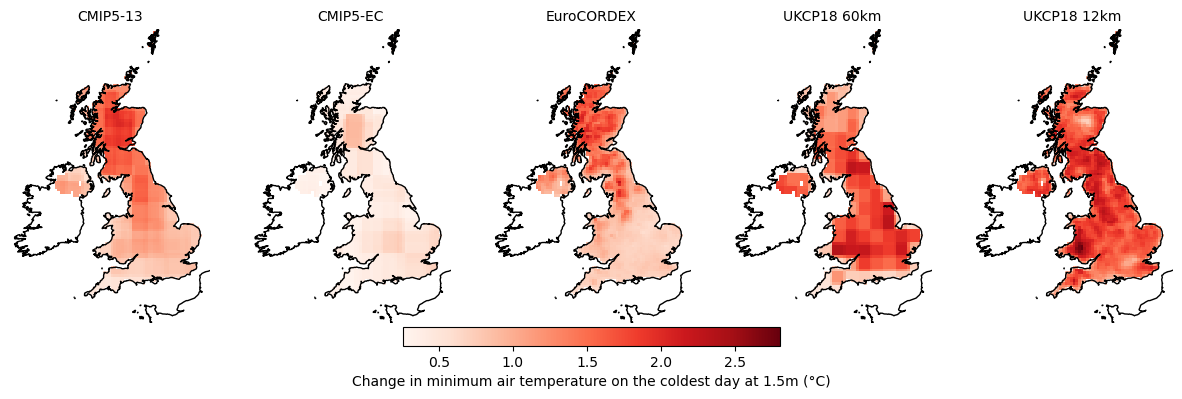 CMIP5-13
CMIP5-EC
EuroCORDEX
UKCP18 60km
UKCP18 12km
0.5
1.0
1.5
2.0
2.5
Change in minimum air temperature on the coldest day at 1.5m (°C)